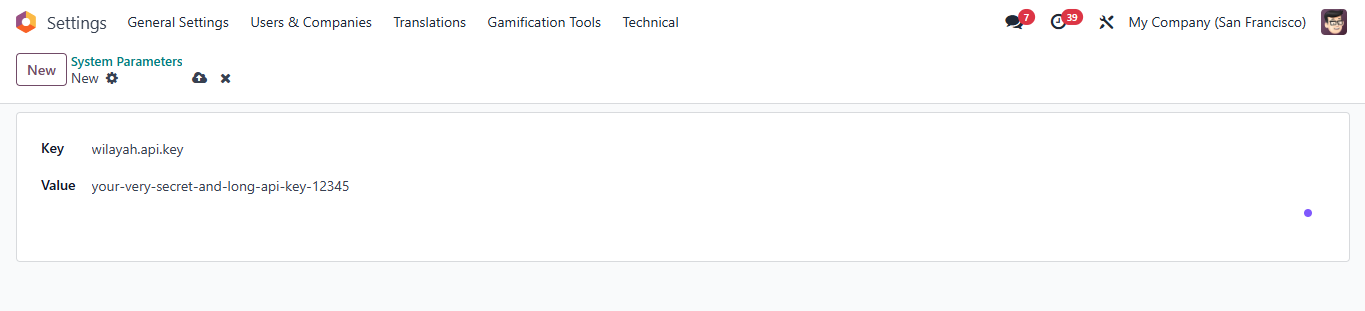 Settings General Settings Users & Companies Translations Gamification Tools Technical 7 39 My Company (San Francisco)
New System Parameters
New
Key wilayah.api.key
Value your-very-secret-and-long-api-key-12345